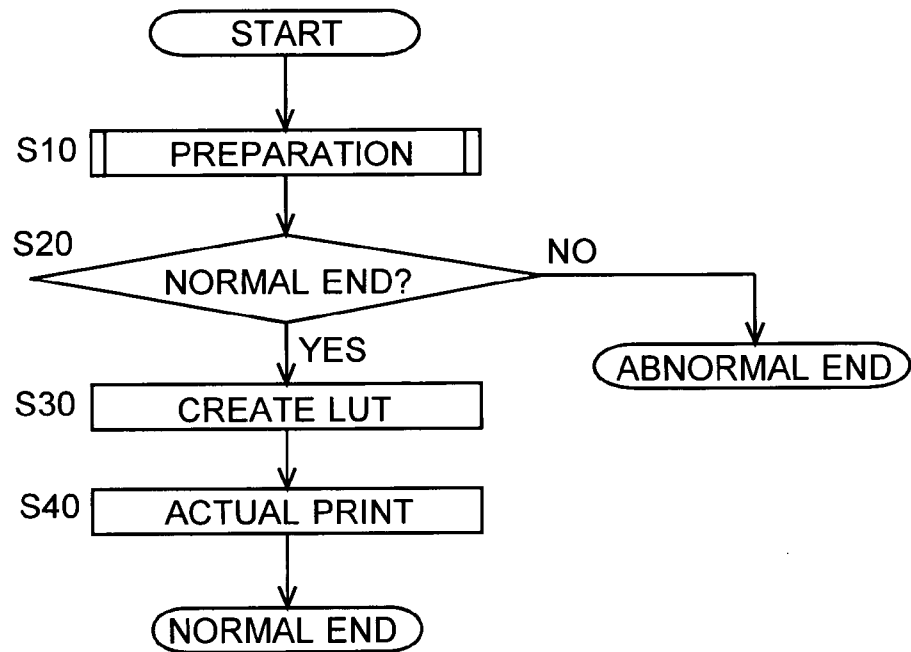 START
S10
PREPARATION
S20
NORMAL END?
NO
YES
ABNORMAL END
S30
CREATE LUT
S40
ACTUAL PRINT
NORMAL END